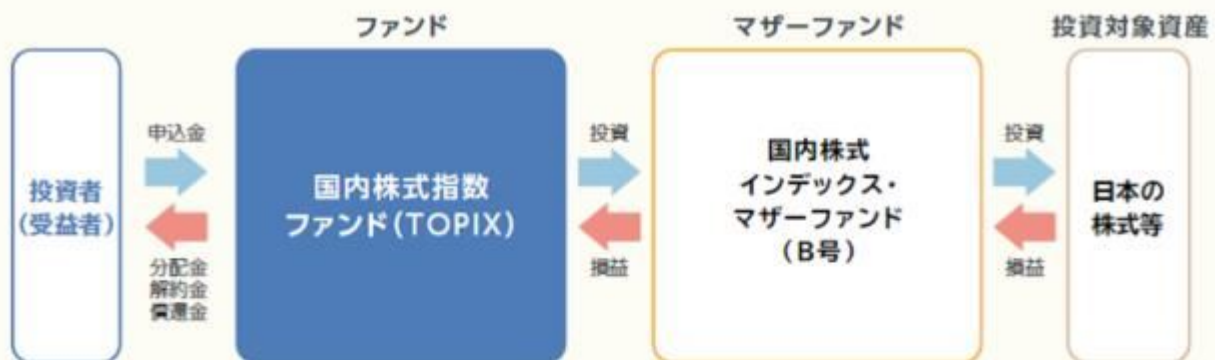 ファンド
マザーファンド
投資対象資産
投資者
(受益者)
申込金
分配金
解約金
償還金
国内株式指数
ファンド(TOPIX)
投資
損益
国内株式
インデックス・
マザーファンド
(B号)
投資
損益
日本の
株式等